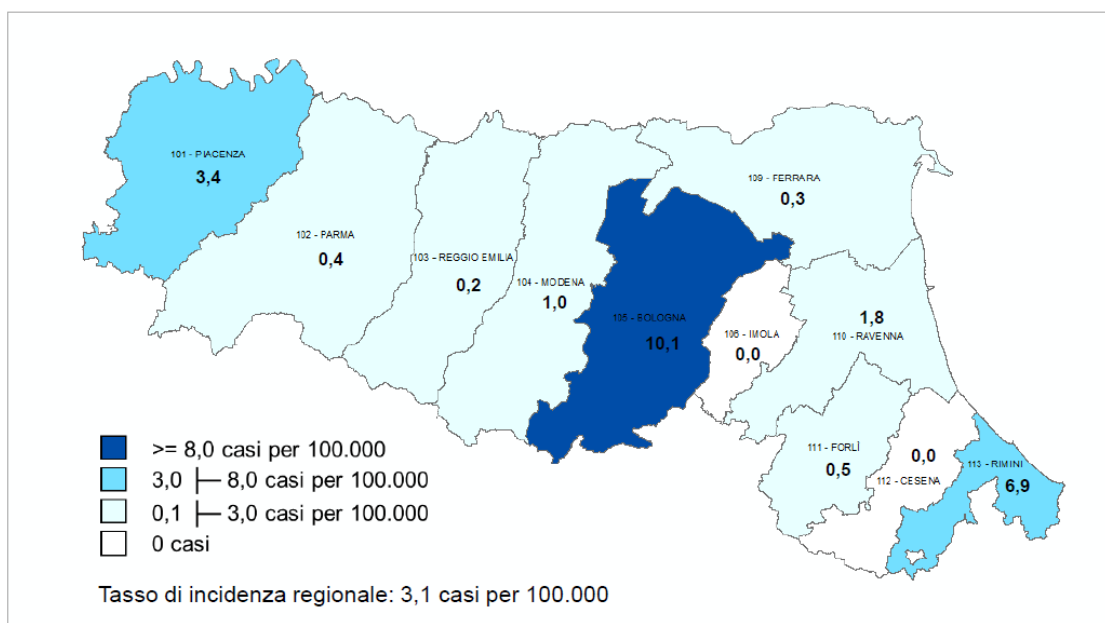 101 - PIACENZA
3,4
102 - PARMA
0,4
103 - REGGIO EMILIA
0,2
104 - MODENA
1,0
105 - BOLOGNA
10,1
106 - IMOLA
0,0
109 - FERRARA
0,3
1,8
110 - RAVENNA
111 - FORLÌ
0,5
0,0
112 - CESENA
113 - RIMINI
6,9
>= 8,0 casi per 100.000
3,0 ├─ 8,0 casi per 100.000
0,1 ├─ 3,0 casi per 100.000
0 casi
Tasso di incidenza regionale: 3,1 casi per 100.000